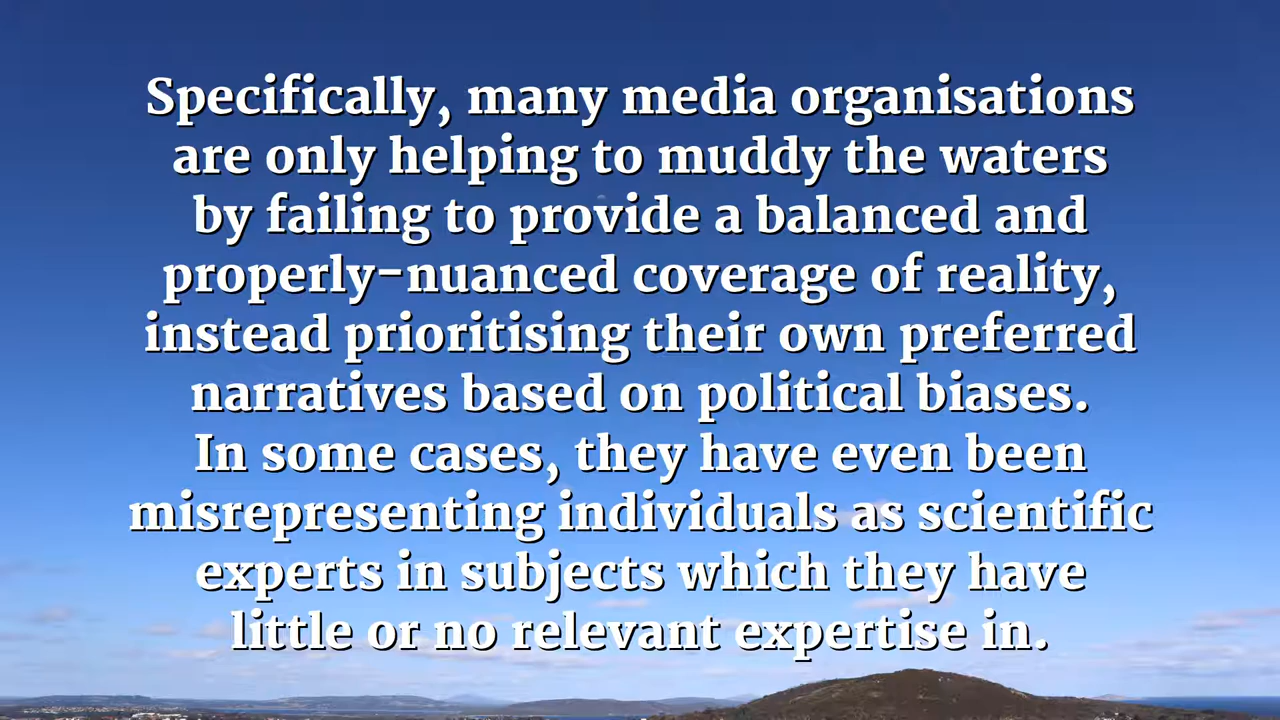 Specifically, many media organisations
are only helping to muddy the waters
by failing to provide a balanced and
properly-nuanced coverage of reality,
instead prioritising their own preferred
narratives based on political biases.
In some cases, they have even been
misrepresenting individuals as scientific
experts in subjects which they have
little or no relevant expertise in.